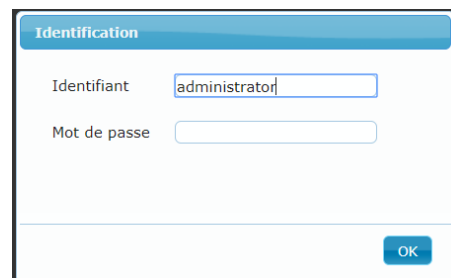 Identification
Identifiant administrator
Mot de passe
OK